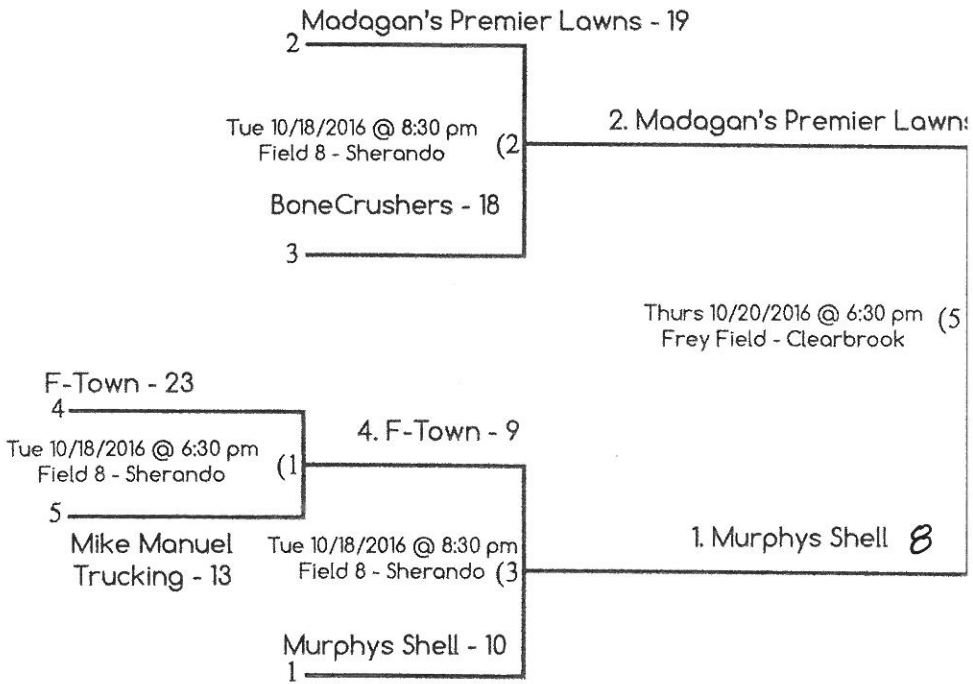 Madagan's Premier Lawns - 19
2
Tue 10/18/2016 @ 8:30 pm
Field 8 - Sherando
(2
2. Madagan's Premier Lawns
BoneCrushers - 18
3
Thurs 10/20/2016 @ 6:30 pm
Frey Field - Clearbrook
(5
F-Town - 23
4
Tue 10/18/2016 @ 6:30 pm
Field 8 - Sherando
(1
4. F-Town - 9
5
Mike Manuel
Trucking - 13
Tue 10/18/2016 @ 8:30 pm
Field 8 - Sherando
(3
1. Murphys Shell 8
Murphys Shell - 10
1